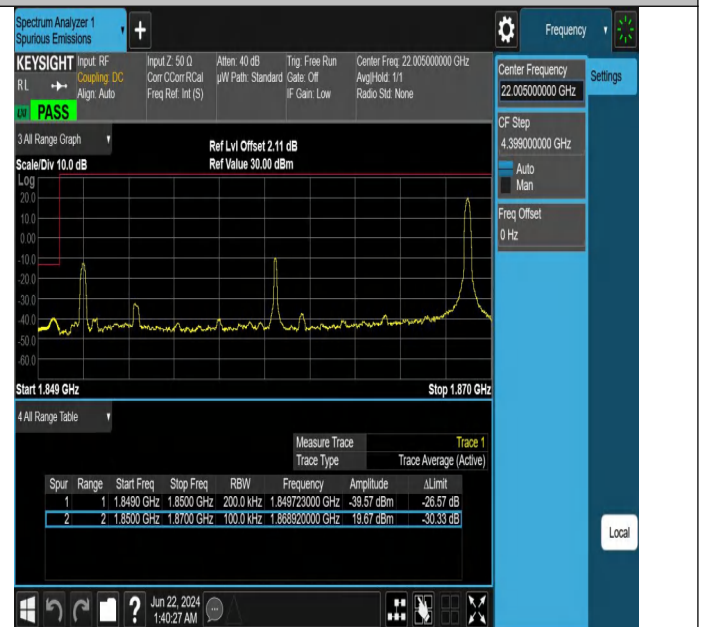 Spectrum Analyzer 1
Spurious Emissions
Frequency
KEYSIGHT Input: RF Input Z: 50 Ω Atten: 40 dB Trig: Free Run Center Freq: 22.005000000 GHz
RL Coupling: DC Corr CCorr RCal µW Path: Standard Gate: Off Avg|Hold: 1/1
Align: Auto Freq Ref: Int (S) IF Gain: Low Radio Std: None
PASS
Center Frequency
22.005000000 GHz
Settings
CF Step
4.399000000 GHz
Auto
Man
Freq Offset
0 Hz
3 All Range Graph
Ref Lvl Offset 2.11 dB
Scale/Div 10.0 dB Ref Value 30.00 dBm
Log
20.0
10.0
0.00
-10.0
-20.0
-30.0
-40.0
-50.0
-60.0
Start 1.849 GHz Stop 1.870 GHz
4 All Range Table
Measure Trace Trace 1
Trace Type Trace Average (Active)
Spur Range Start Freq Stop Freq RBW Frequency Amplitude ΔLimit
1 1 1.8490 GHz 1.8500 GHz 200.0 kHz 1.849723000 GHz -39.57 dBm -26.57 dB
2 2 1.8500 GHz 1.8700 GHz 100.0 kHz 1.868920000 GHz 19.67 dBm -30.33 dB
Local
Jun 22, 2024
1:40:27 AM